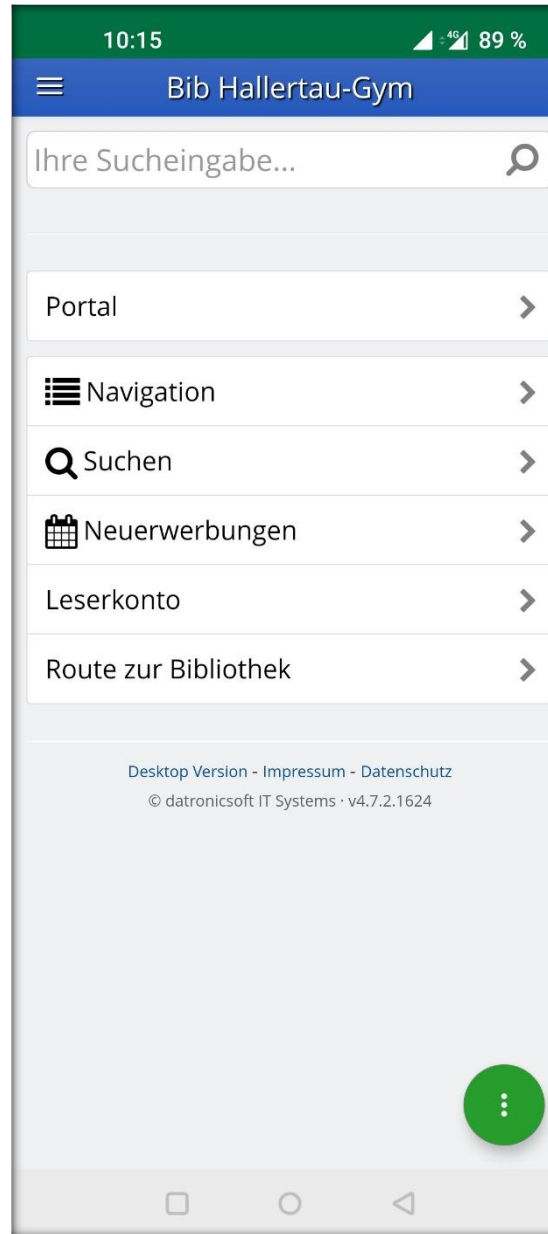 10:15 4G 89 %
Bib Hallertau-Gym
Ihre Sucheingabe...
Portal
Navigation
Suchen
Neuerwerbungen
Leserkonto
Route zur Bibliothek
Desktop Version - Impressum - Datenschutz
© datronicsoft IT Systems · v4.7.2.1624